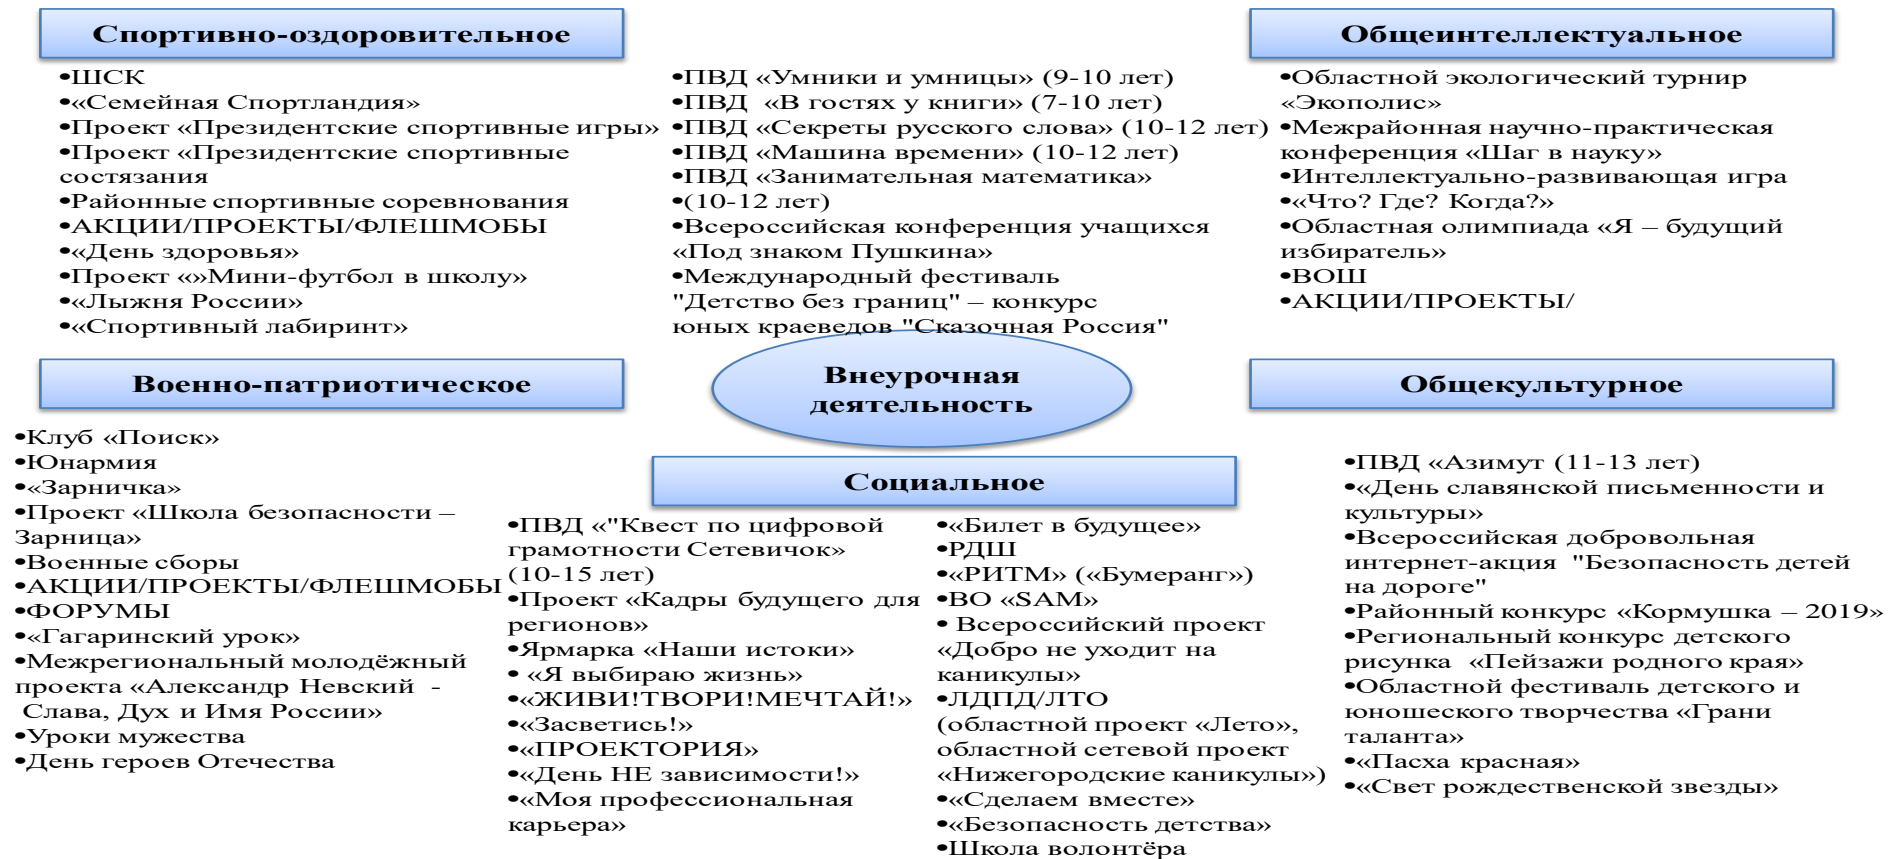 Спортивно-оздоровительное
•ШСК
•«Семейная Спортландия»
•Проект «Президентские спортивные игры»
•Проект «Президентские спортивные
состязания
•Районные спортивные соревнования
•АКЦИИ/ПРОЕКТЫ/ФЛЕШМОБЫ
•«День здоровья»
•Проект «»Мини-футбол в школу»
•«Лыжня России»
•«Спортивный лабиринт»
•ПВД «Умники и умницы» (9-10 лет)
•ПВД «В гостях у книги» (7-10 лет)
•ПВД «Секреты русского слова» (10-12 лет)
•ПВД «Машина времени» (10-12 лет)
•ПВД «Занимательная математика»
•(10-12 лет)
•Всероссийская конференция учащихся
«Под знаком Пушкина»
•Международный фестиваль
"Детство без границ" – конкурс
юных краеведов "Сказочная Россия"
Общеинтеллектуальное
•Областной экологический турнир
«Экополис»
•Межрайонная научно-практическая
конференция «Шаг в науку»
•Интеллектуально-развивающая игра
•«Что? Где? Когда?»
•Областная олимпиада «Я – будущий
избиратель»
•ВОШ
•АКЦИИ/ПРОЕКТЫ/
Внеурочная
деятельность
Военно-патриотическое
•Клуб «Поиск»
•Юнармия
•«Зарничка»
•Проект «Школа безопасности –
Зарница»
•Военные сборы
•АКЦИИ/ПРОЕКТЫ/ФЛЕШМОБЫ
•ФОРУМЫ
•«Гагаринский урок»
•Межрегиональный молодёжный
проекта «Александр Невский -
Слава, Дух и Имя России»
•Уроки мужества
•День героев Отечества
Социальное
•ПВД «"Квест по цифровой
грамотности Сетевичок»
(10-15 лет)
•Проект «Кадры будущего для
регионов»
•Ярмарка «Наши истоки»
• «Я выбираю жизнь»
•«ЖИВИ!ТВОРИ!МЕЧТАЙ!»
•«Засветись!»
•«ПРОЕКТОРИЯ»
•«День НЕ зависимости!»
•«Моя профессиональная
карьера»
•«Билет в будущее»
•РДШ
•«РИТМ» («Бумеранг»)
•ВО «SAM»
• Всероссийский проект
«Добро не уходит на
каникулы»
•ЛДПД/ЛТО
(областной проект «Лето»,
областной сетевой проект
«Нижегородские каникулы»)
•«Сделаем вместе»
•«Безопасность детства»
•Школа волонтёра
Общекультурное
•ПВД «Азимут (11-13 лет)
•«День славянской письменности и
культуры»
•Всероссийская добровольная
интернет-акция "Безопасность детей
на дороге"
•Районный конкурс «Кормушка – 2019»
•Региональный конкурс детского
рисунка «Пейзажи родного края»
•Областной фестиваль детского и
юношеского творчества «Грани
таланта»
•«Пасха красная»
•«Свет рождественской звезды»